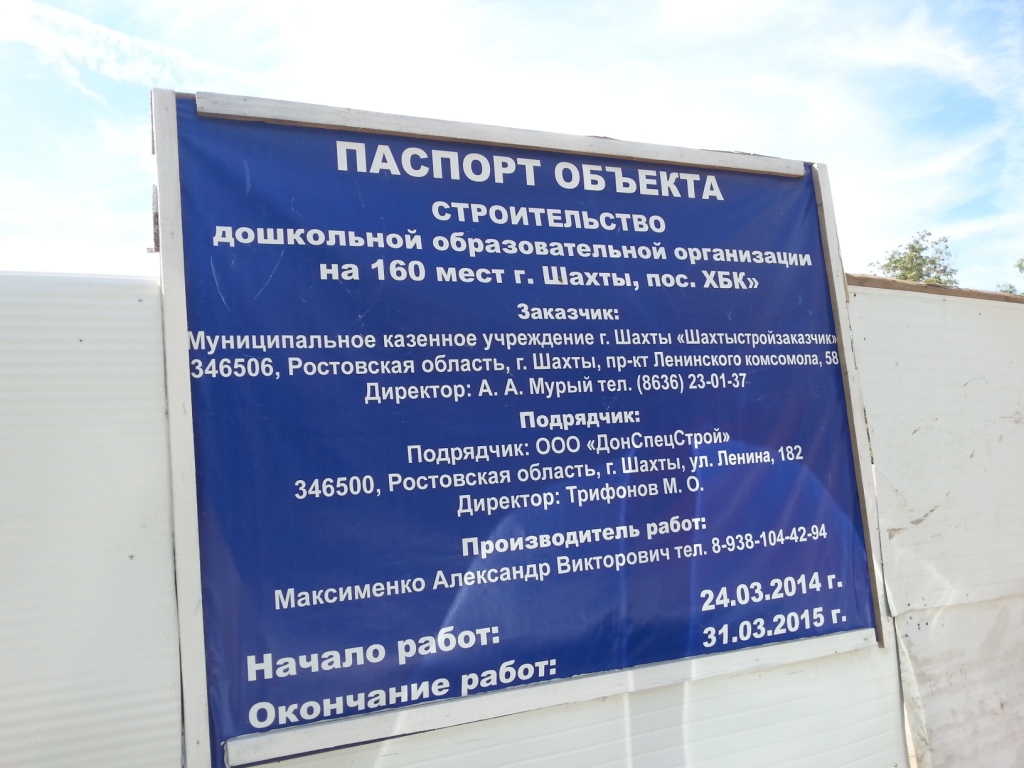 ПАСПОРТ ОБЪЕКТА
СТРОИТЕЛЬСТВО
дошкольной образовательной организации
на 160 мест г. Шахты, пос. ХБК»
Заказчик:
Муниципальное казенное учреждение г. Шахты «Шахтыстройзаказчик»
346506, Ростовская область, г. Шахты, пр-кт Ленинского комсомола, 58
Директор: А. А. Мурый тел. (8636) 23-01-37
Подрядчик:
Подрядчик: ООО «ДонСпецСтрой»
346500, Ростовская область, г. Шахты, ул. Ленина, 182
Директор: Трифонов М. О.
Производитель работ:
Максименко Александр Викторович тел. 8-938-104-42-94
Начало работ: 24.03.2014 г.
Окончание работ: 31.03.2015 г.